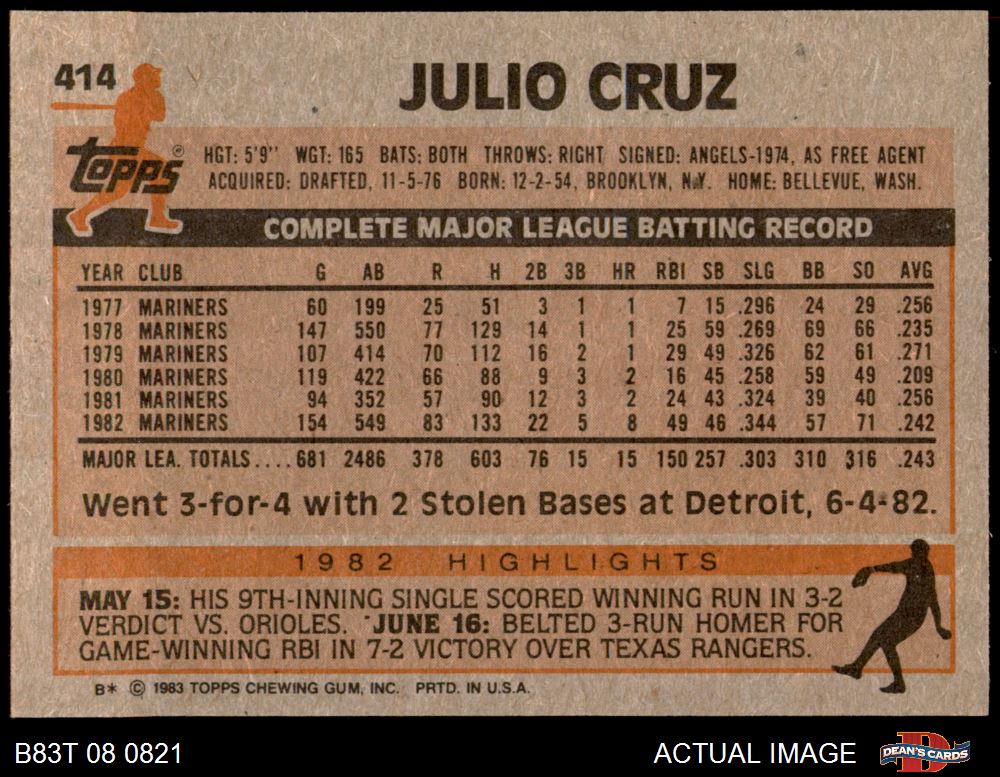 414
JULIO CRUZ
Topps ®
HGT: 5'9" WGT: 165 BATS: BOTH THROWS: RIGHT SIGNED: ANGELS-1974, AS FREE AGENT
ACQUIRED: DRAFTED, 11-5-76 BORN: 12-2-54, BROOKLYN, N.Y. HOME: BELLEVUE, WASH.
COMPLETE MAJOR LEAGUE BATTING RECORD
YEAR CLUB G AB R H 2B 3B HR RBI SB SLG BB SO AVG
1977 MARINERS 60 199 25 51 3 1 1 7 15 .296 24 29 .256
1978 MARINERS 147 550 77 129 14 1 1 25 59 .269 69 66 .235
1979 MARINERS 107 414 70 112 16 2 1 29 49 .326 62 61 .271
1980 MARINERS 119 422 66 88 9 3 2 16 45 .258 59 49 .209
1981 MARINERS 94 352 57 90 12 3 2 24 43 .324 39 40 .256
1982 MARINERS 154 549 83 133 22 5 8 49 46 .344 57 71 .242
MAJOR LEA. TOTALS.... 681 2486 378 603 76 15 15 150 257 .303 310 316 .243
Went 3-for-4 with 2 Stolen Bases at Detroit, 6-4-82.
1982 HIGHLIGHTS
MAY 15: HIS 9TH-INNING SINGLE SCORED WINNING RUN IN 3-2
VERDICT VS. ORIOLES. JUNE 16: BELTED 3-RUN HOMER FOR
GAME-WINNING RBI IN 7-2 VICTORY OVER TEXAS RANGERS.
B* © 1983 TOPPS CHEWING GUM, INC. PRTD. IN U.S.A.
B83T 08 0821 ACTUAL IMAGE DEAN'S CARDS